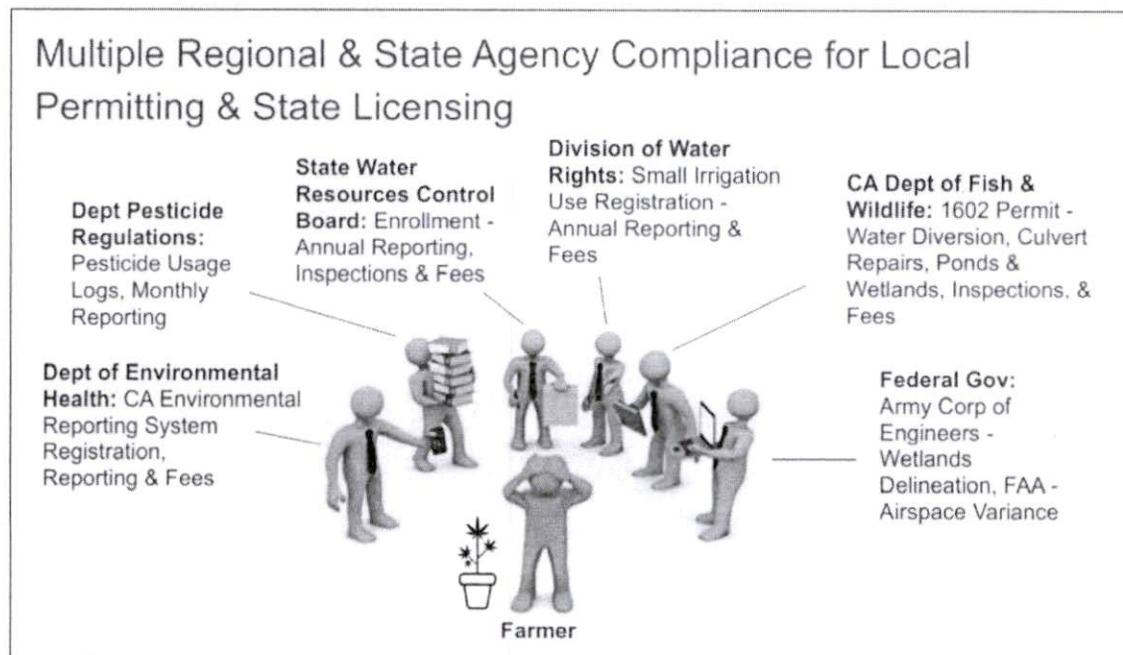 Multiple Regional & State Agency Compliance for Local
Permitting & State Licensing
Dept Pesticide
Regulations:
Pesticide Usage
Logs, Monthly
Reporting
State Water
Resources Control
Board: Enrollment -
Annual Reporting,
Inspections & Fees
Division of Water
Rights: Small Irrigation
Use Registration -
Annual Reporting &
Fees
CA Dept of Fish &
Wildlife: 1602 Permit -
Water Diversion, Culvert
Repairs, Ponds &
Wetlands, Inspections, &
Fees
Dept of Environmental
Health: CA Environmental
Reporting System
Registration,
Reporting & Fees
Federal Gov:
Army Corp of
Engineers -
Wetlands
Delineation, FAA -
Airspace Variance
Farmer